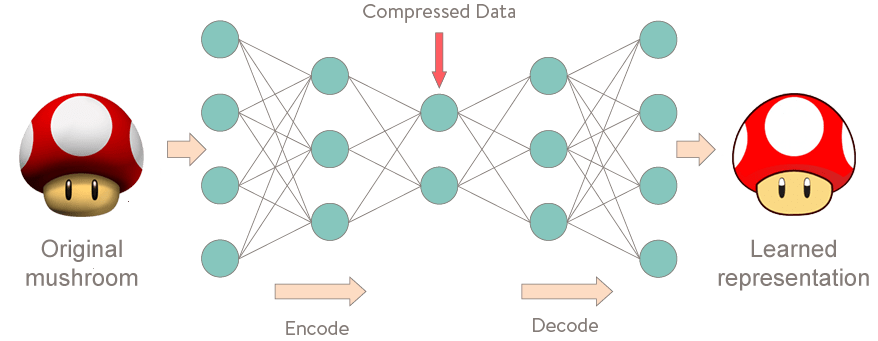 Compressed Data
Original
mushroom
Learned
representation
Encode
Decode